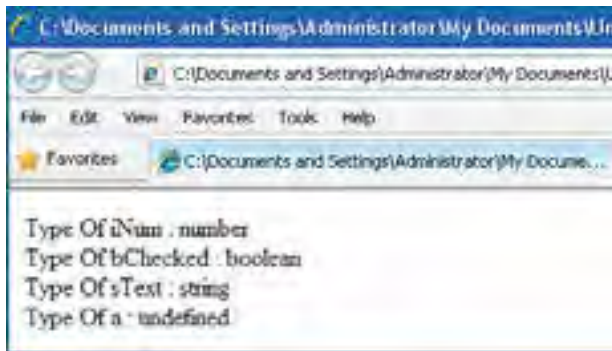 C:\Documents and Settings\Administrator\My Documents\
C:\Documents and Settings\Administrator\My Documents\
File Edit View Favorites Tools Help
Favorites C:\Documents and Settings\Administrator\My Docume...
Type Of iNum : number
Type Of bChecked : boolean
Type Of sText : string
Type Of a : undefined